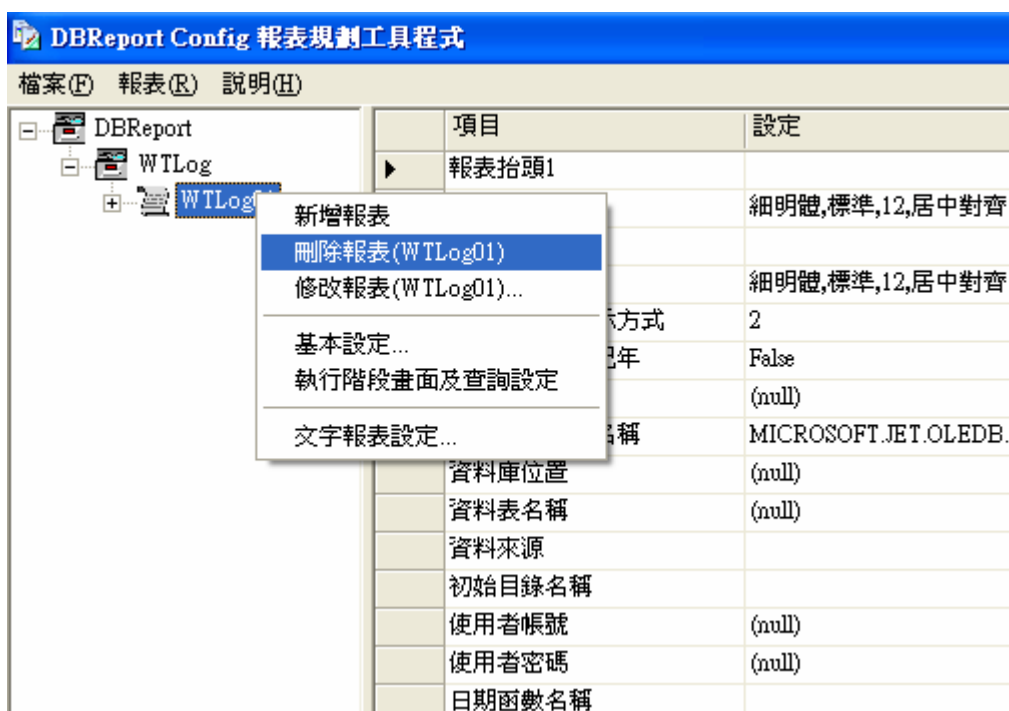 DBReport Config 報表規劃工具程式
檔案(F) 報表(R) 說明(H)
DBReport
WTLog
WTLog
項目 設定
報表抬頭1
細明體,標準,12,居中對齊
細明體,標準,12,居中對齊
方式 2
年 False
(null)
稱 MICROSOFT.JET.OLEDB.
資料庫位置 (null)
資料表名稱 (null)
資料來源
初始目錄名稱
使用者帳號 (null)
使用者密碼 (null)
日期函數名稱
新增報表
刪除報表(WTLog01)
修改報表(WTLog01)...
基本設定...
執行階段畫面及查詢設定
文字報表設定...